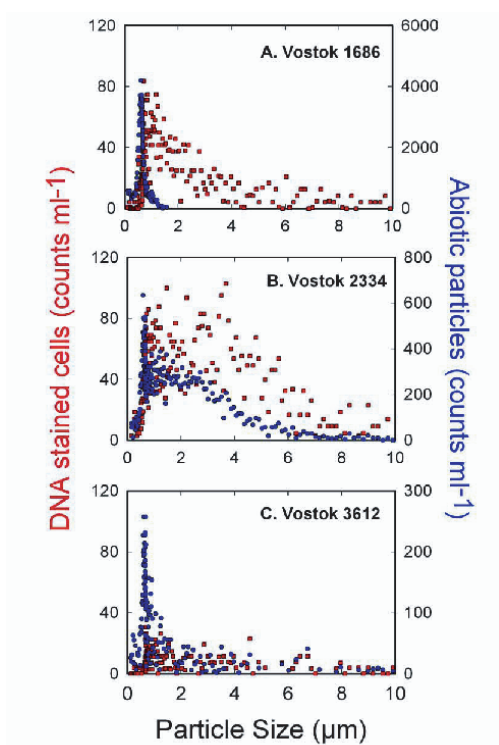 DNA stained cells (counts ml-1)
Abiotic particles (counts ml-1)
A. Vostok 1686
120
80
40
0
6000
4000
2000
0
0 2 4 6 8 10
B. Vostok 2334
120
80
40
0
800
600
400
200
0
0 2 4 6 8 10
C. Vostok 3612
120
80
40
0
300
200
100
0
0 2 4 6 8 10
Particle Size (µm)